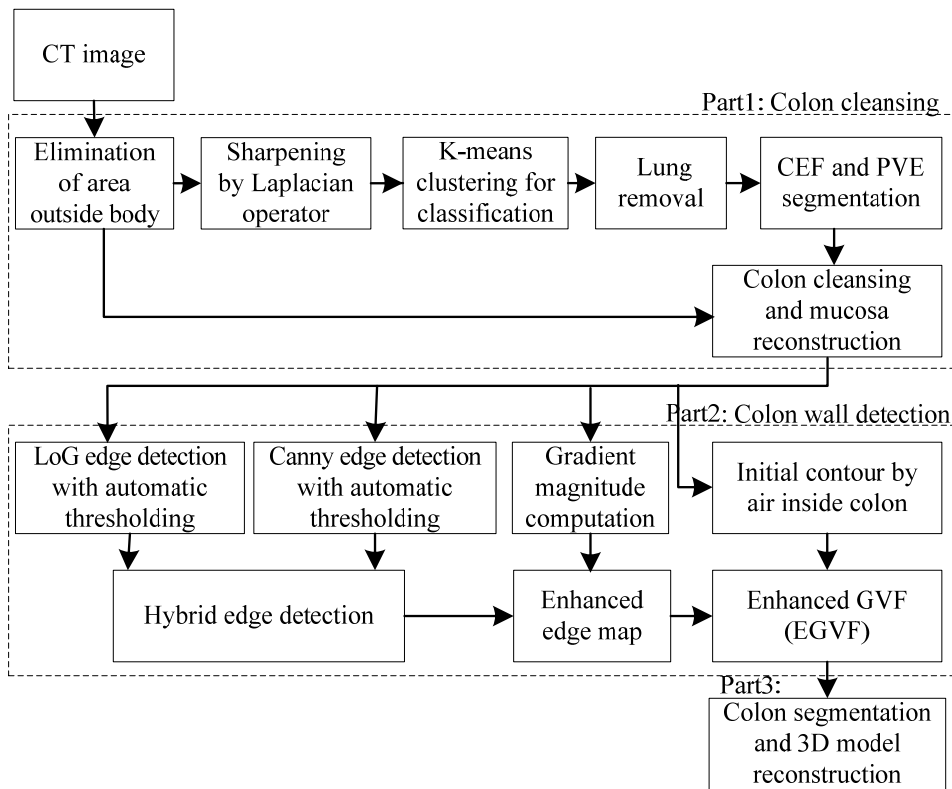 CT image
Part1: Colon cleansing
Elimination
of area
outside body
Sharpening
by Laplacian
operator
K-means
clustering for
classification
Lung
removal
CEF and PVE
segmentation
Colon cleansing
and mucosa
reconstruction
Part2: Colon wall detection
LoG edge detection
with automatic
thresholding
Canny edge detection
with automatic
thresholding
Gradient
magnitude
computation
Initial contour by
air inside colon
Hybrid edge detection
Enhanced
edge map
Enhanced GVF
(EGVF)
Part3:
Colon segmentation
and 3D model
reconstruction